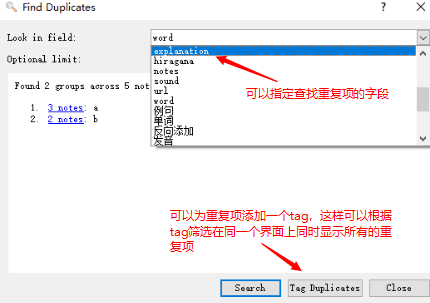 Find Duplicates
Look in field:
word
Optional limit:
explanation
hiragana
notes
sound
url
word
例句
单词
反向添加
发音
Found 2 groups across 5 not
1. 3 notes: a
2. 2 notes: b
可以指定查找重复项的字段
可以为重复项添加一个tag，这样可以根据
tag筛选在同一个界面上同时显示所有的重
复项
Search
Tag Duplicates
Close